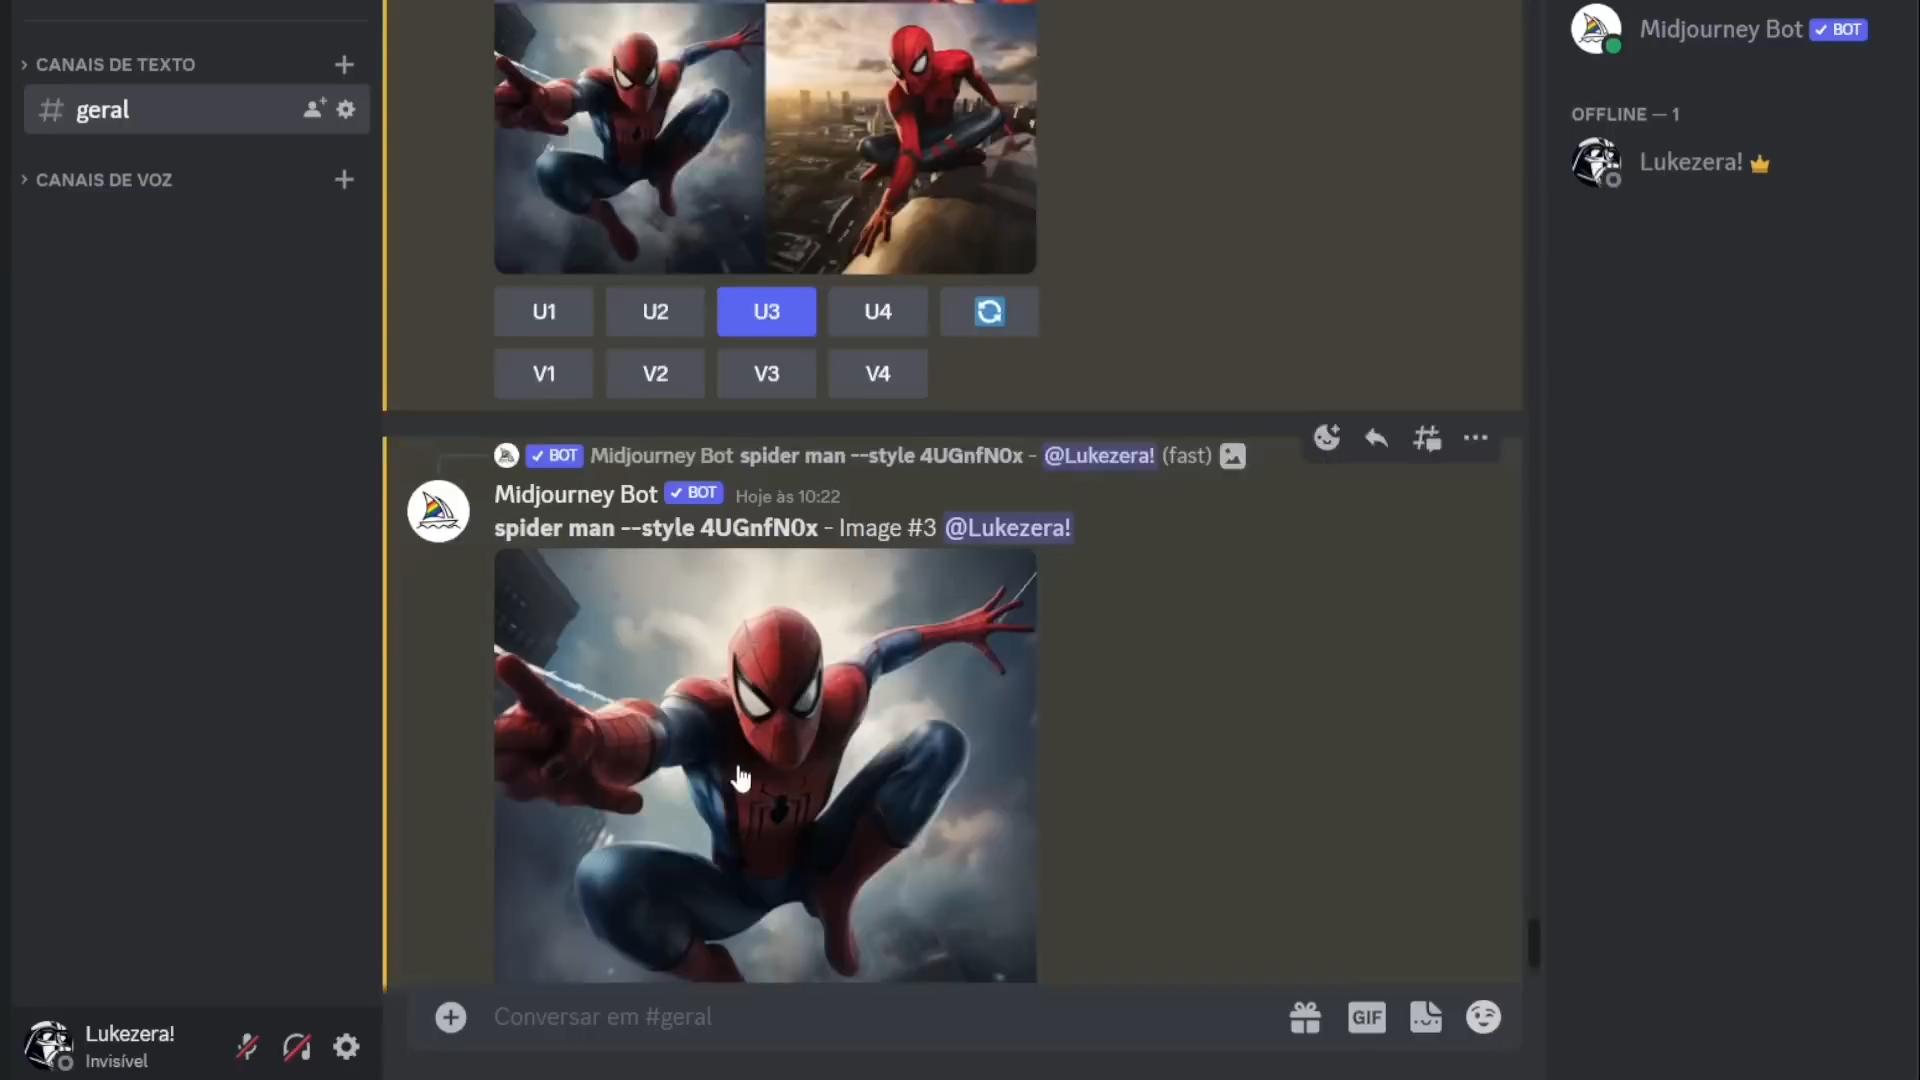 CANAIS DE TEXTO
geral
CANAIS DE VOZ
U1 U2 U3 U4
V1 V2 V3 V4
BOT Midjourney Bot spider man --style 4UGnfN0x - @Lukezera! (fast)
Midjourney Bot BOT Hoje às 10:22
spider man --style 4UGnfN0x - Image #3 @Lukezera!
Conversar em #geral
GIF
Lukezera!
Invisível
Midjourney Bot BOT
OFFLINE — 1
Lukezera!